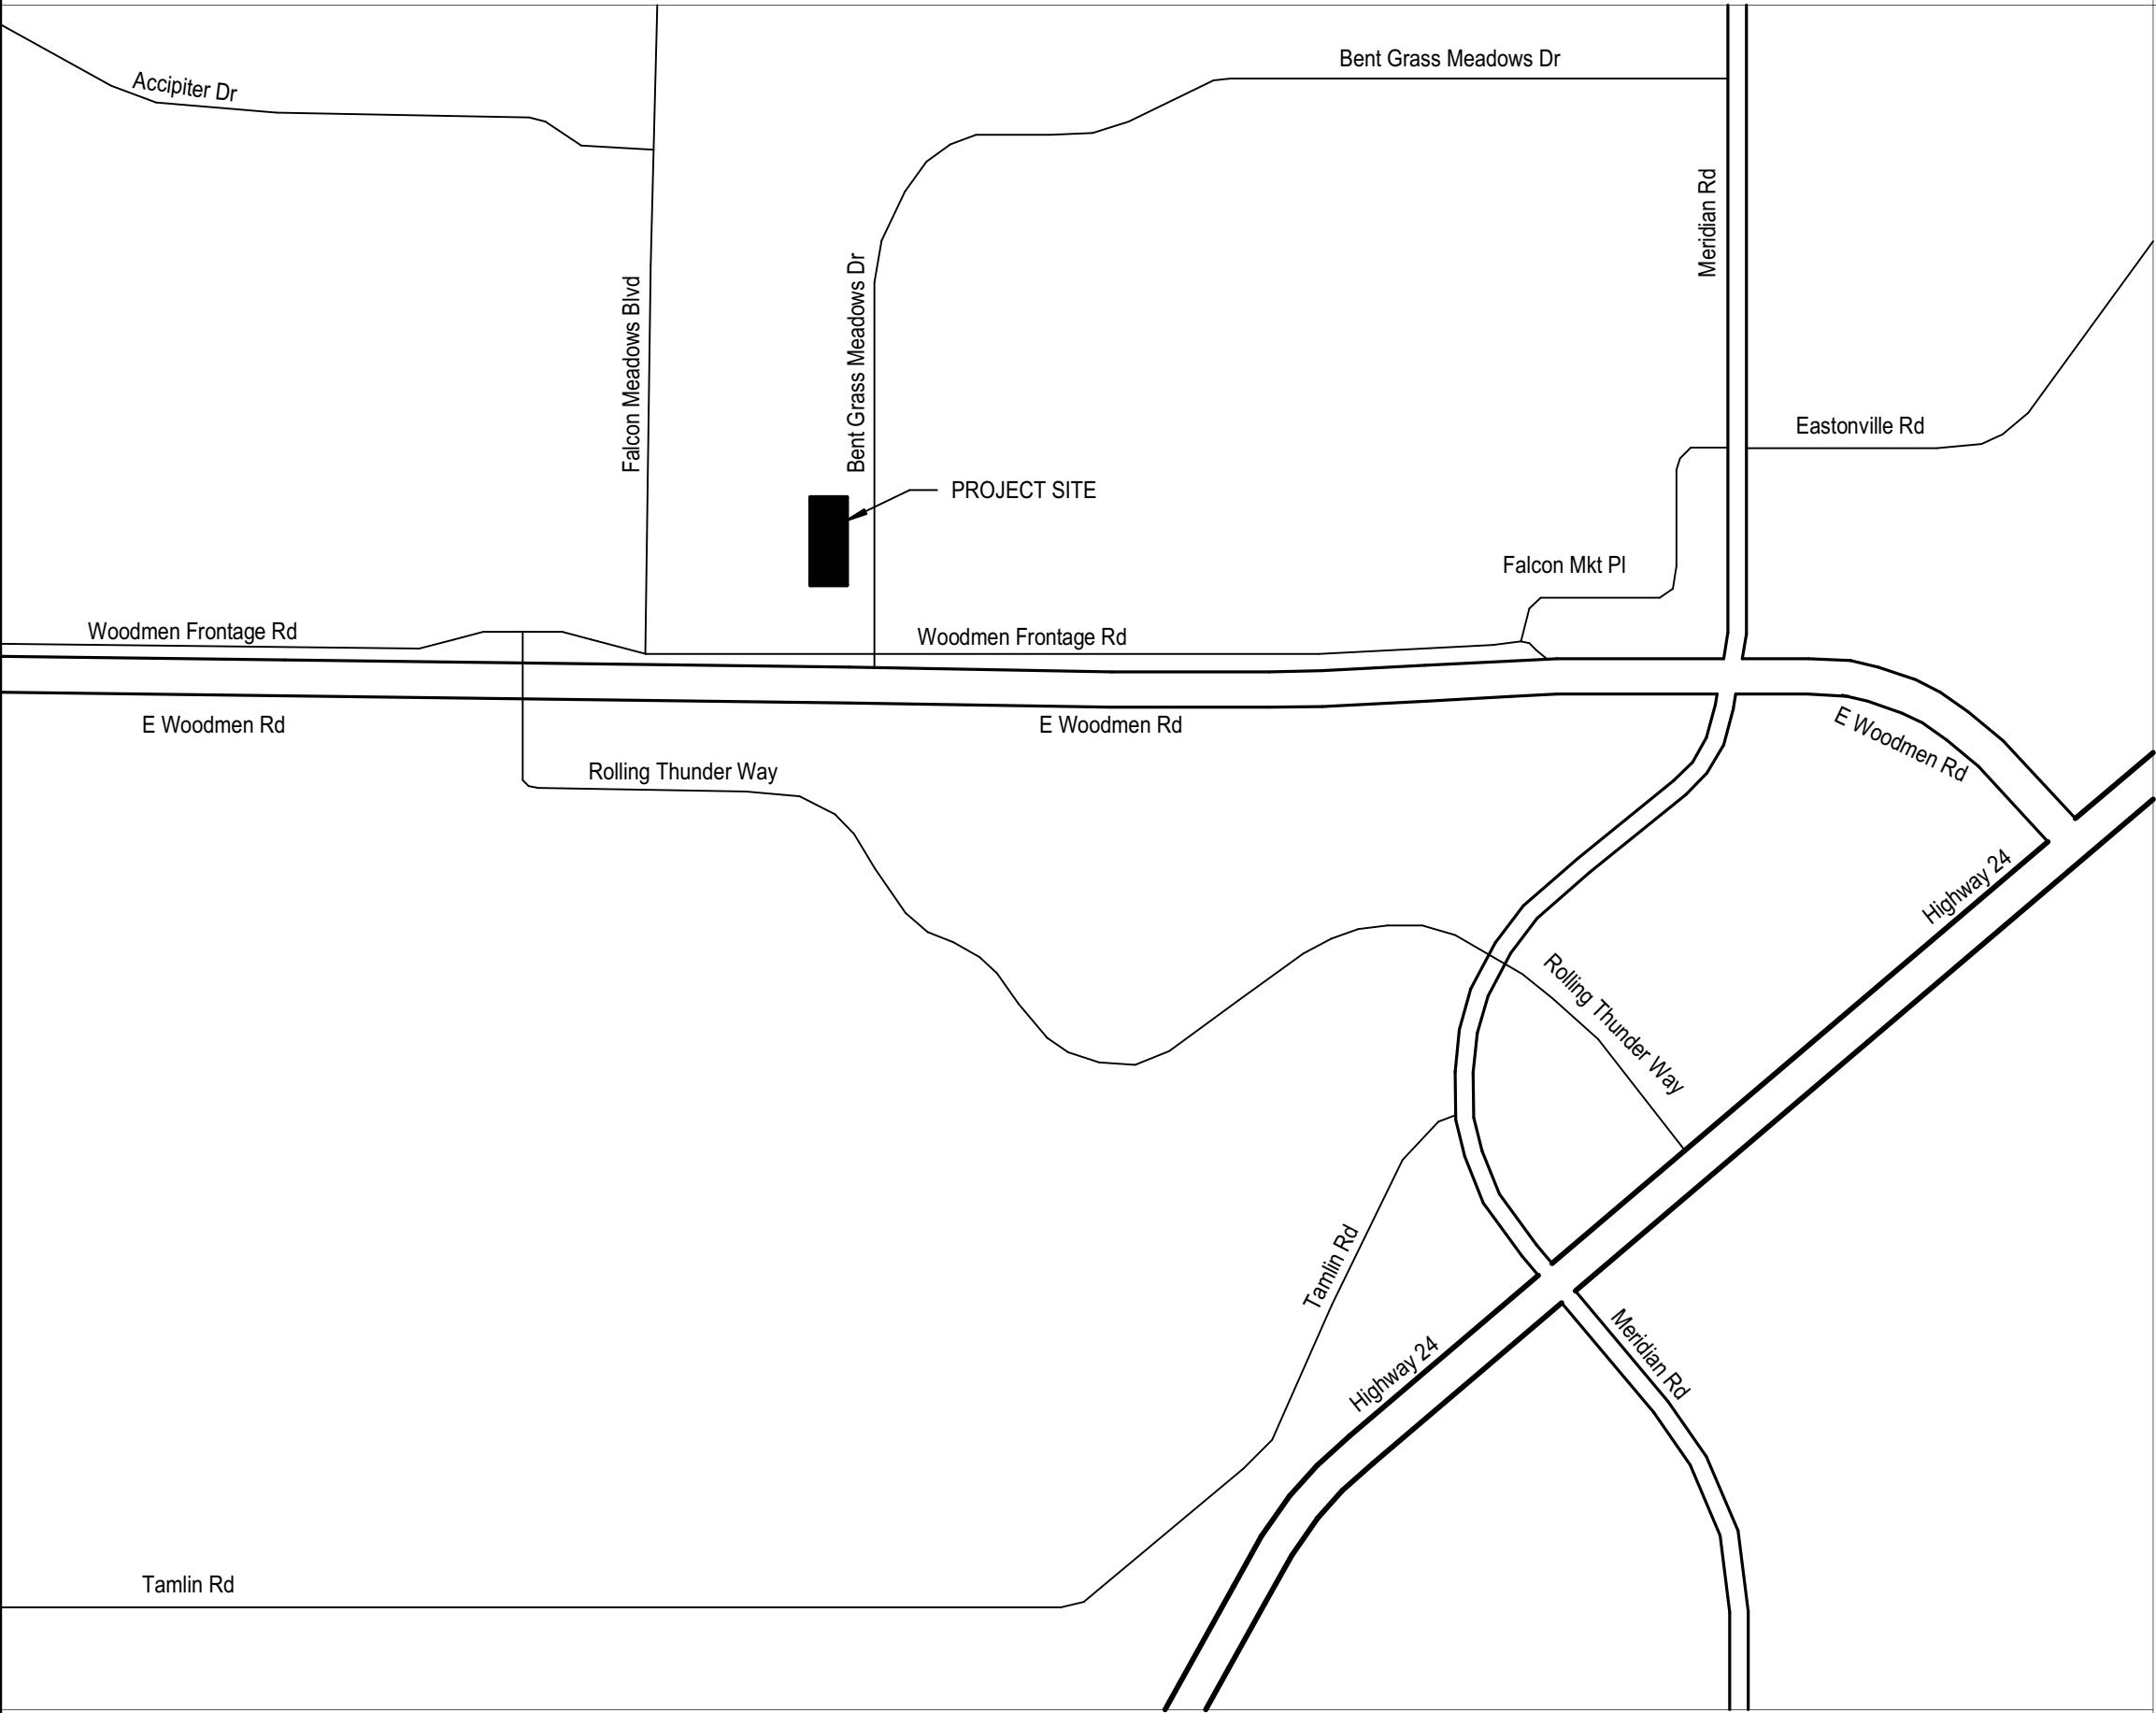 Bent Grass Meadows Dr
Accipiter Dr
Meridian Rd
Falcon Meadows Blvd
Bent Grass Meadows Dr
Eastonville Rd
PROJECT SITE
Falcon Mkt Pl
Woodmen Frontage Rd
Woodmen Frontage Rd
E Woodmen Rd
E Woodmen Rd
E Woodmen Rd
Rolling Thunder Way
Highway 24
Rolling Thunder Way
Tamlin Rd
Highway 24
Meridian Rd
Tamlin Rd